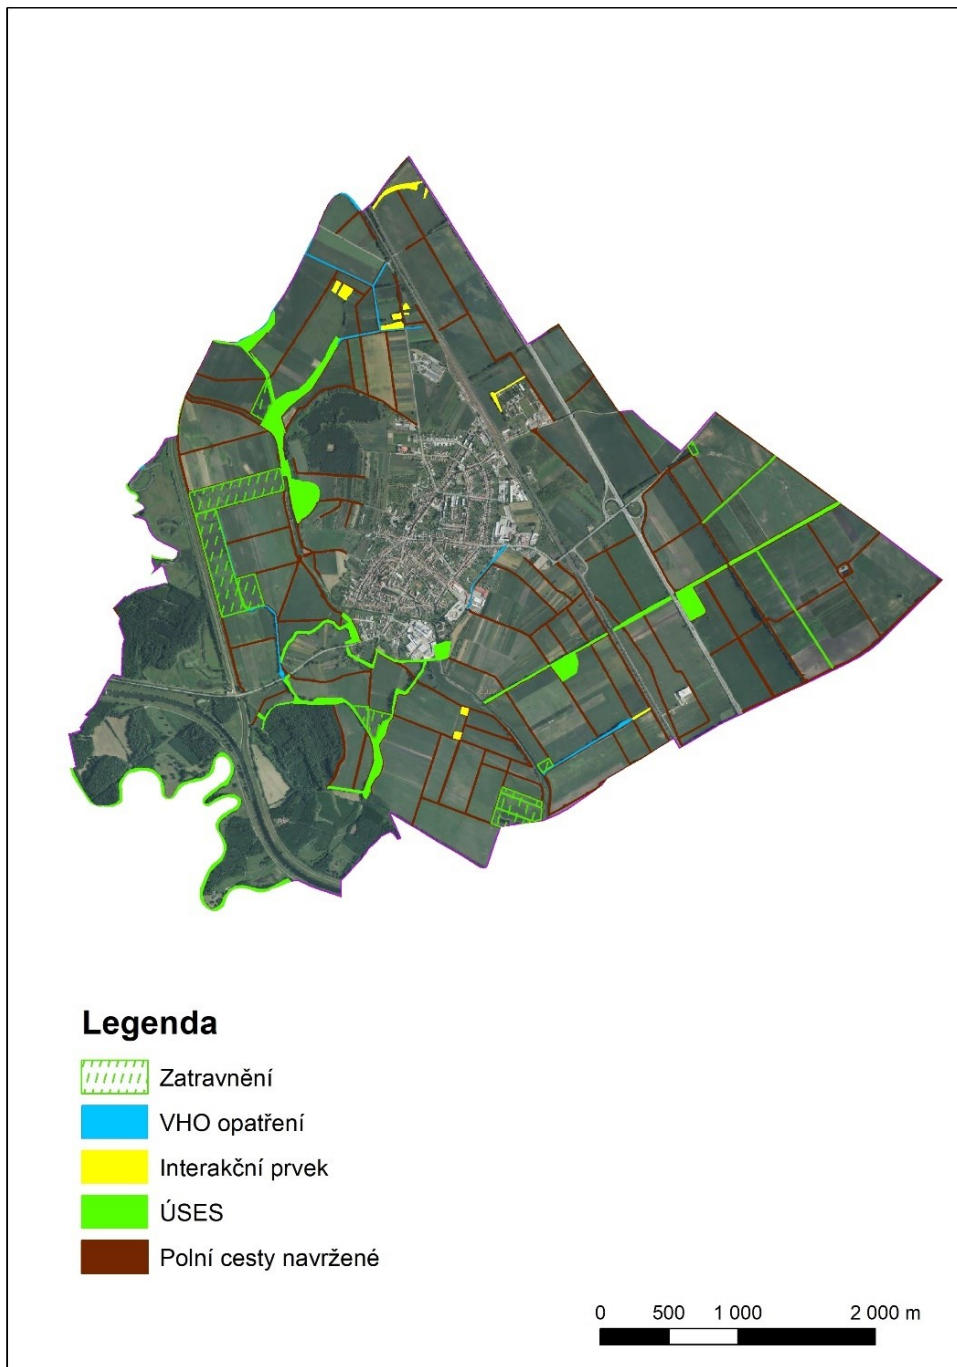 Legenda
Zatravnění
VHO opatření
Interakční prvek
ÚSES
Polní cesty navržené
0 500 1 000 2 000 m